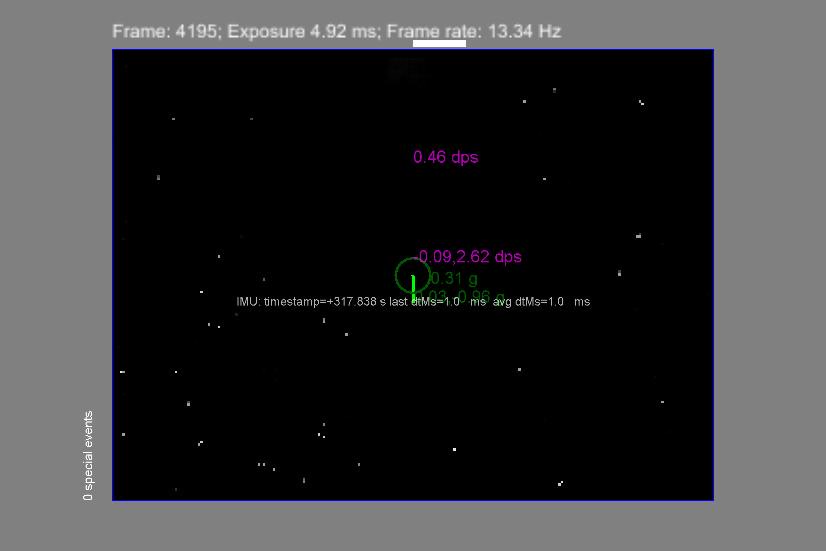 Frame: 4195; Exposure 4.92 ms; Frame rate: 13.34 Hz
0.46 dps
-0.09,2.62 dps
0.31 g
IMU: timestamp=+317.838 s last dtMs=1.0 ms avg dtMs=1.0 ms
0 special events